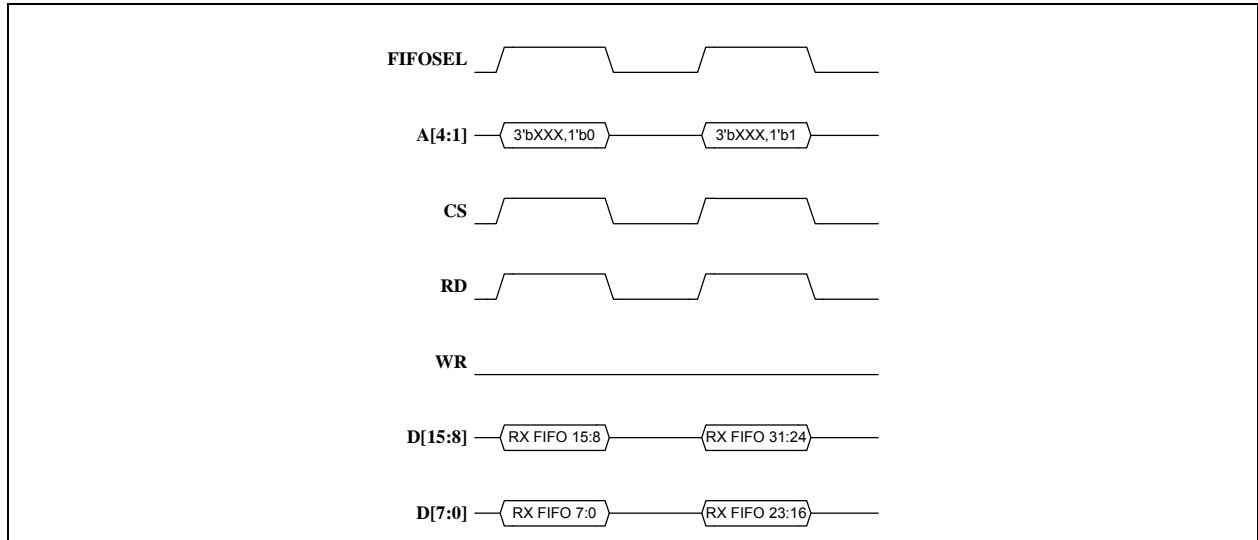 FIFOSEL
A[4:1] 3'bXXX,1'b0 3'bXXX,1'b1
CS
RD
WR
D[15:8] RX FIFO 15:8 RX FIFO 31:24
D[7:0] RX FIFO 7:0 RX FIFO 23:16